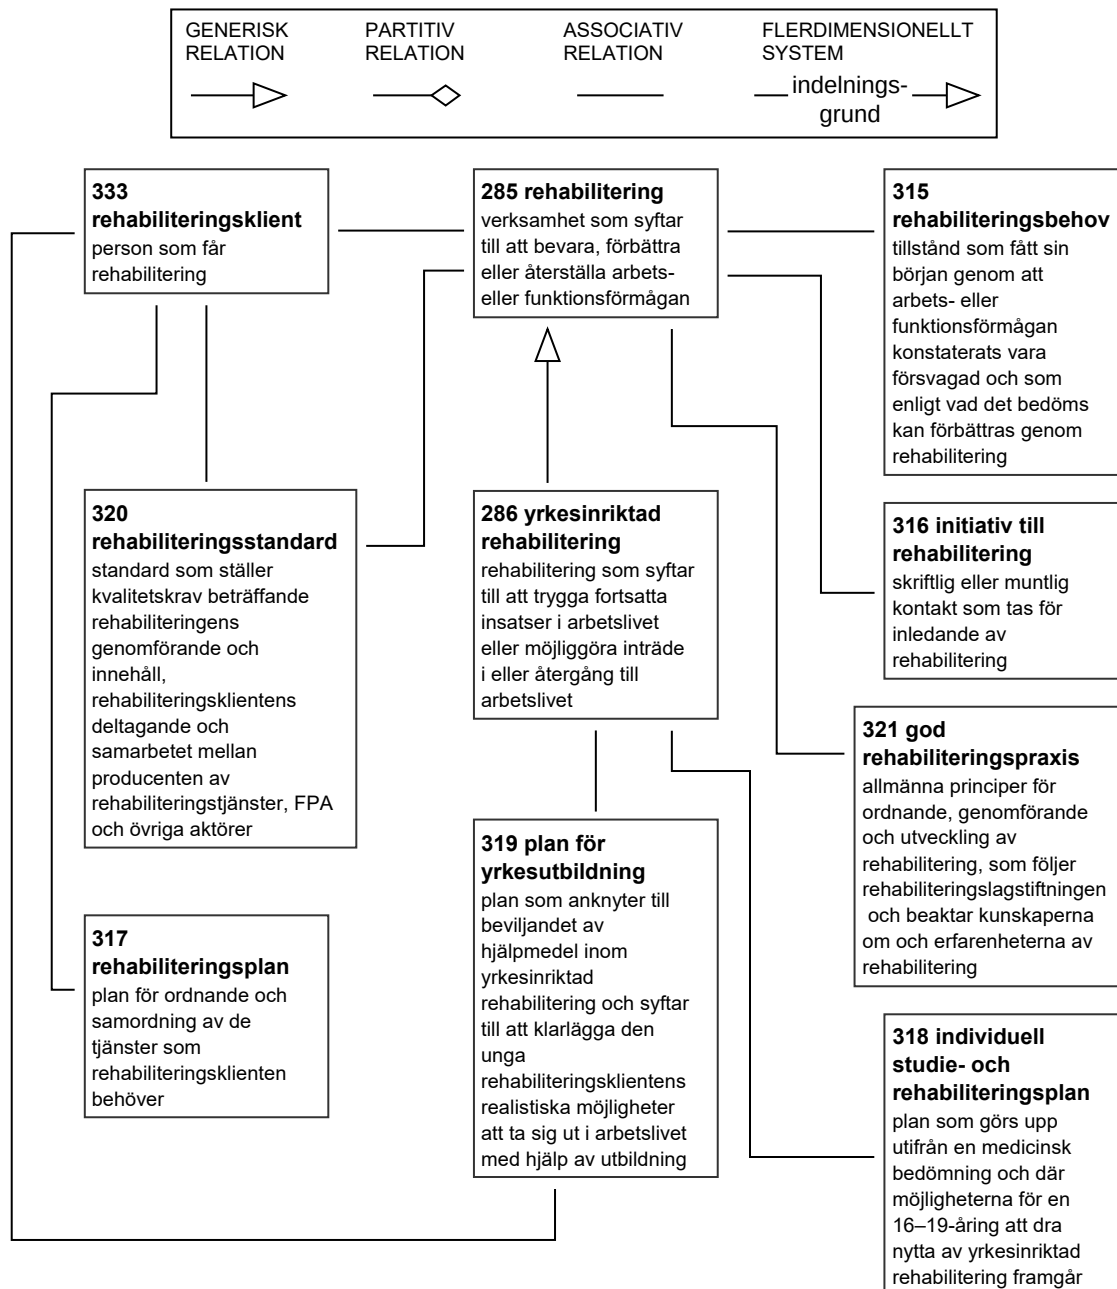 GENERISK
RELATION
PARTITIV
RELATION
ASSOCIATIV
RELATION
FLERDIMENSIONELLT
SYSTEM
indelnings-
grund
333
rehabiliteringsklient
person som får
rehabilitering
285 rehabilitering
verksamhet som syftar
till att bevara, förbättra
eller återställa arbets-
eller funktionsförmågan
315
rehabiliteringsbehov
tillstånd som fått sin
början genom att
arbets- eller
funktionsförmågan
konstaterats vara
försvagad och som
enligt vad det bedöms
kan förbättras genom
rehabilitering
320
rehabiliteringsstandard
standard som ställer
kvalitetskrav beträffande
rehabiliteringens
genomförande och
innehåll,
rehabiliteringsklientens
deltagande och
samarbetet mellan
producenten av
rehabiliteringstjänster, FPA
och övriga aktörer
286 yrkesinriktad
rehabilitering
rehabilitering som syftar
till att trygga fortsatta
insatser i arbetslivet
eller möjliggöra inträde
i eller återgång till
arbetslivet
316 initiativ till
rehabilitering
skriftlig eller muntlig
kontakt som tas för
inledande av
rehabilitering
321 god
rehabiliteringspraxis
allmänna principer för
ordnande, genomförande
och utveckling av
rehabilitering, som följer
rehabiliteringslagstiftningen
och beaktar kunskaperna
om och erfarenheterna av
rehabilitering
319 plan för
yrkesutbildning
plan som anknyter till
beviljandet av
hjälpmedel inom
yrkesinriktad
rehabilitering och syftar
till att klarlägga den
unga
rehabiliteringsklientens
realistiska möjligheter
att ta sig ut i arbetslivet
med hjälp av utbildning
317
rehabiliteringsplan
plan för ordnande och
samordning av de
tjänster som
rehabiliteringsklienten
behöver
318 individuell
studie- och
rehabiliteringsplan
plan som görs upp
utifrån en medicinsk
bedömning och där
möjligheterna för en
16–19-åring att dra
nytta av yrkesinriktad
rehabilitering framgår